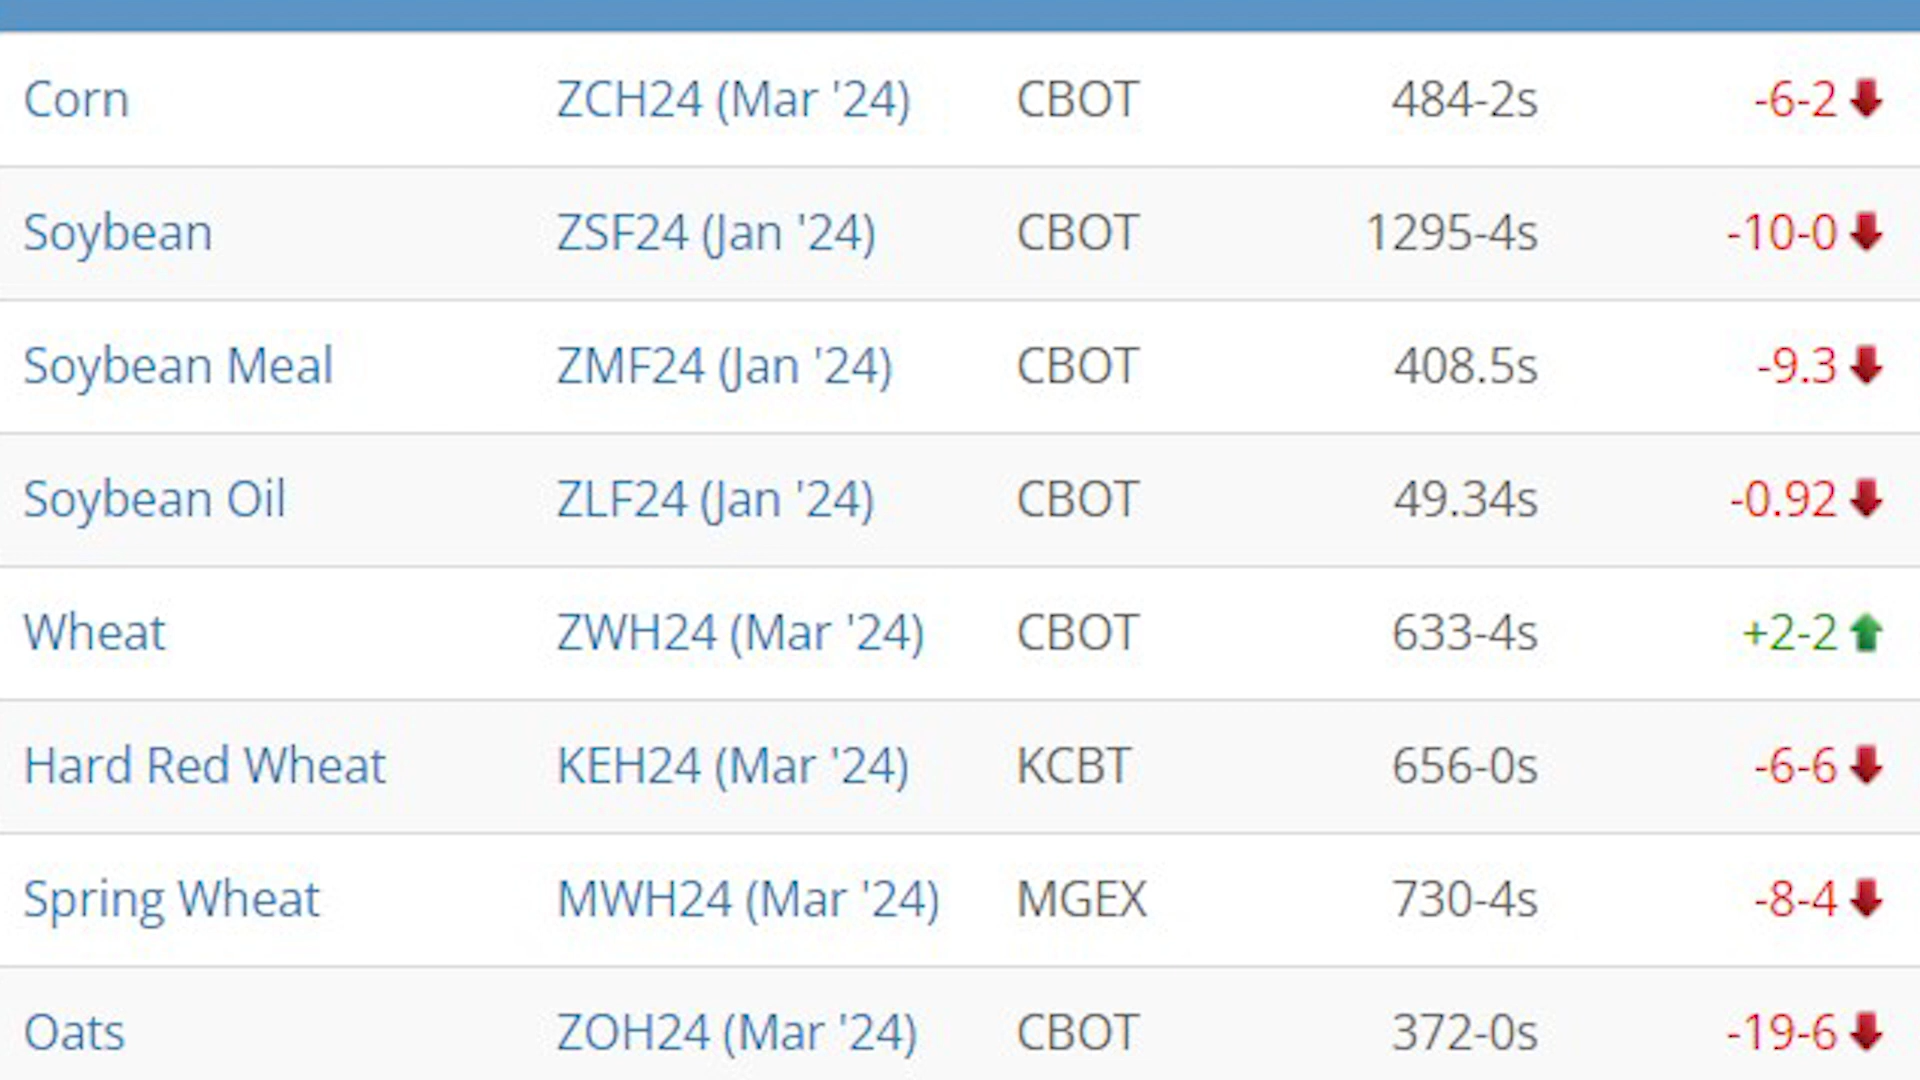 Corn ZCH24 (Mar '24) CBOT 484-2s -6-2
Soybean ZSF24 (Jan '24) CBOT 1295-4s -10-0
Soybean Meal ZMF24 (Jan '24) CBOT 408.5s -9.3
Soybean Oil ZLF24 (Jan '24) CBOT 49.34s -0.92
Wheat ZWH24 (Mar '24) CBOT 633-4s +2-2
Hard Red Wheat KEH24 (Mar '24) KCBT 656-0s -6-6
Spring Wheat MWH24 (Mar '24) MGEX 730-4s -8-4
Oats ZOH24 (Mar '24) CBOT 372-0s -19-6